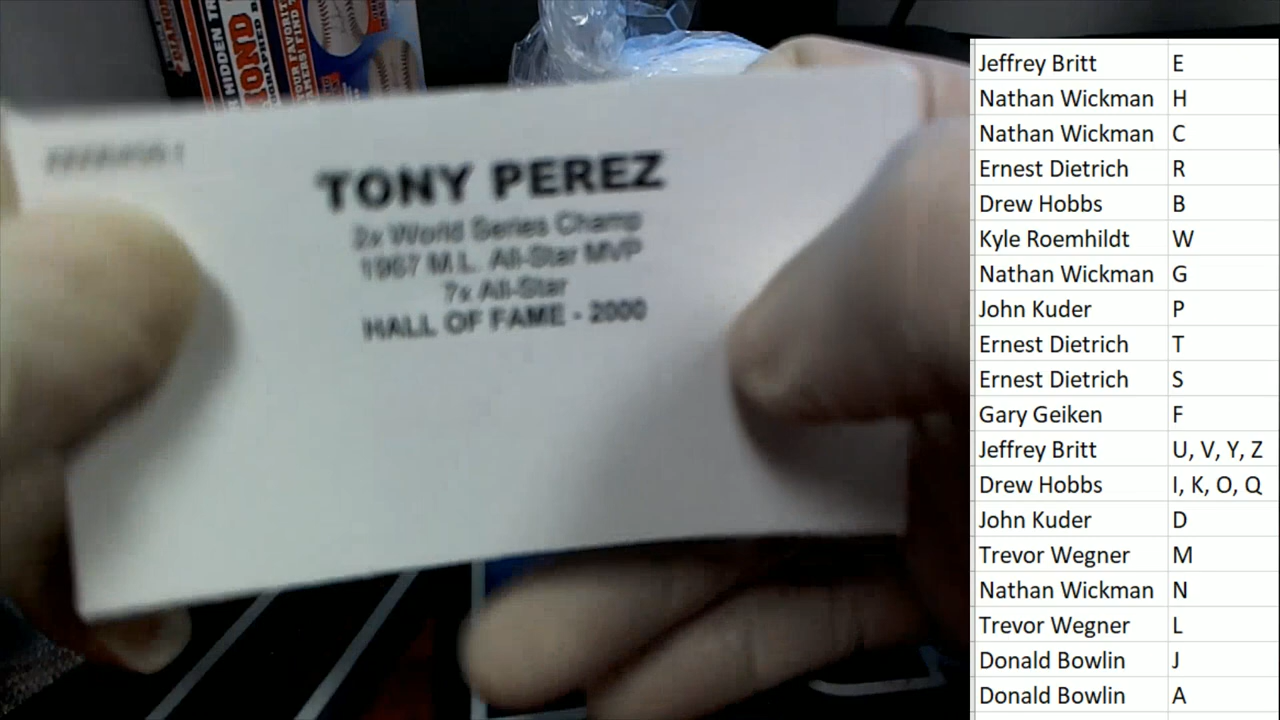 TONY PEREZ
2x World Series Champ
1967 M.L. All-Star MVP
7x All-Star
HALL OF FAME - 2000
Jeffrey Britt E
Nathan Wickman H
Nathan Wickman C
Ernest Dietrich R
Drew Hobbs B
Kyle Roemhildt W
Nathan Wickman G
John Kuder P
Ernest Dietrich T
Ernest Dietrich S
Gary Geiken F
Jeffrey Britt U, V, Y, Z
Drew Hobbs I, K, O, Q
John Kuder D
Trevor Wegner M
Nathan Wickman N
Trevor Wegner L
Donald Bowlin J
Donald Bowlin A